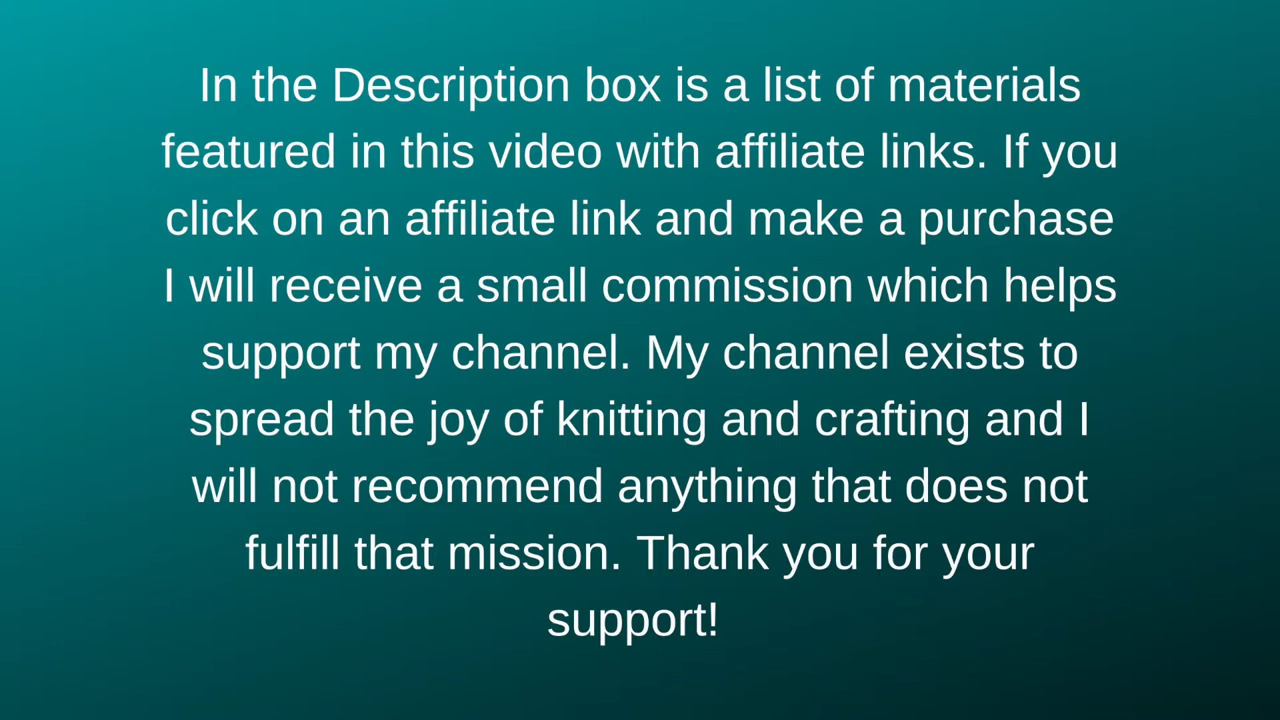 In the Description box is a list of materials
featured in this video with affiliate links. If you
click on an affiliate link and make a purchase
I will receive a small commission which helps
support my channel. My channel exists to
spread the joy of knitting and crafting and I
will not recommend anything that does not
fulfill that mission. Thank you for your
support!